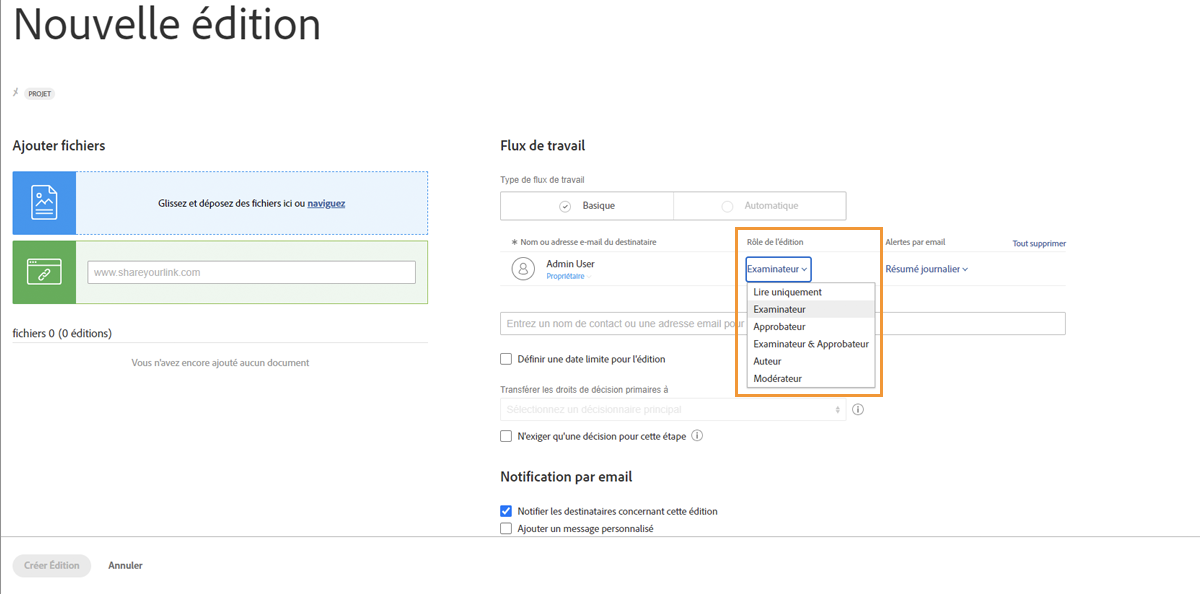 Nouvelle édition
PROJET
Ajouter fichiers
Glissez et déposez des fichiers ici ou naviguez
www.shareyourlink.com
fichiers 0 (0 éditions)
Vous n'avez encore ajouté aucun document
Flux de travail
Type de flux de travail
Basique
Automatique
* Nom ou adresse e-mail du destinataire
Rôle de l'édition
Alertes par email
Tout supprimer
Admin User
Propriétaire
Examinateur
Résumé journalier
Lire uniquement
Examinateur
Approbateur
Examinateur & Approbateur
Auteur
Modérateur
Entrez un nom de contact ou une adresse email pour
Définir une date limite pour l'édition
Transférer les droits de décision primaires á
Sélectionnez un décisionnaire principal
N'exiger qu'une décision pour cette étape
Notification par email
Notifier les destinataires concernant cette édition
Ajouter un message personnalisé
Créer Édition
Annuler